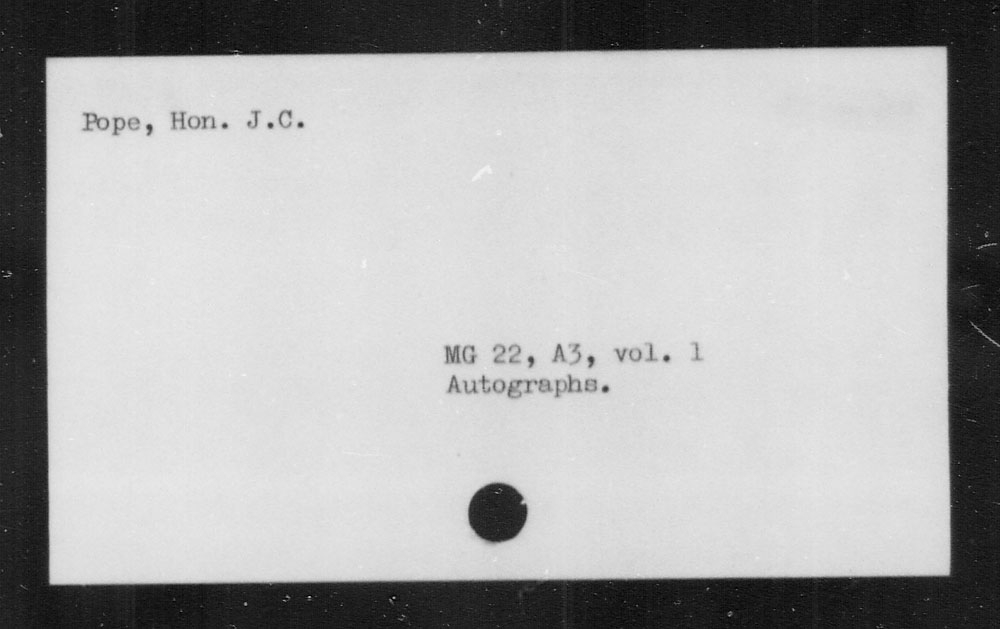 Pope, Hon. J.C.
MG 22, A3, vol. 1
Autographs.